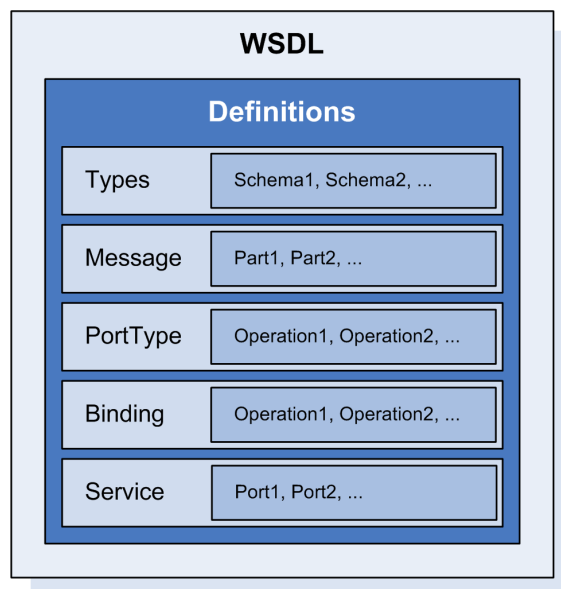 WSDL
Definitions
Types Schema1, Schema2, ...
Message Part1, Part2, ...
PortType Operation1, Operation2, ...
Binding Operation1, Operation2, ...
Service Port1, Port2, ...